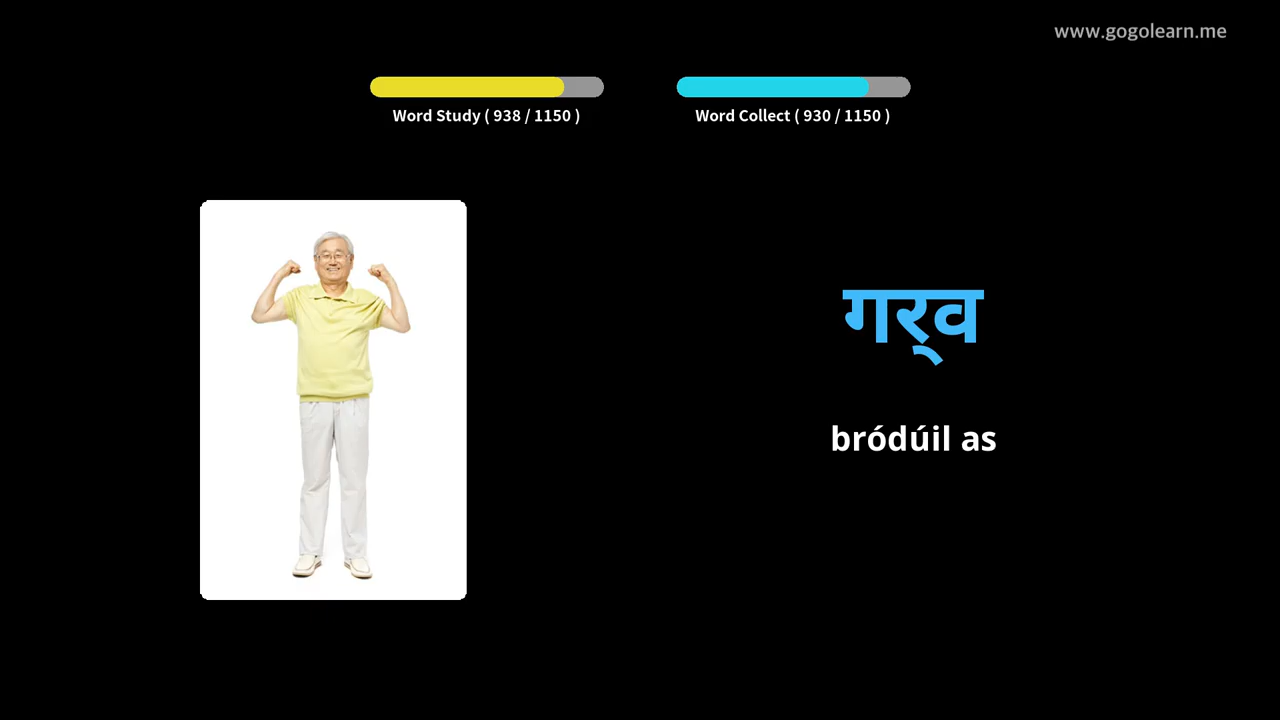 www.gogolearn.me
Word Study ( 938 / 1150 )
Word Collect ( 930 / 1150 )
गर्‌व
bródúil as